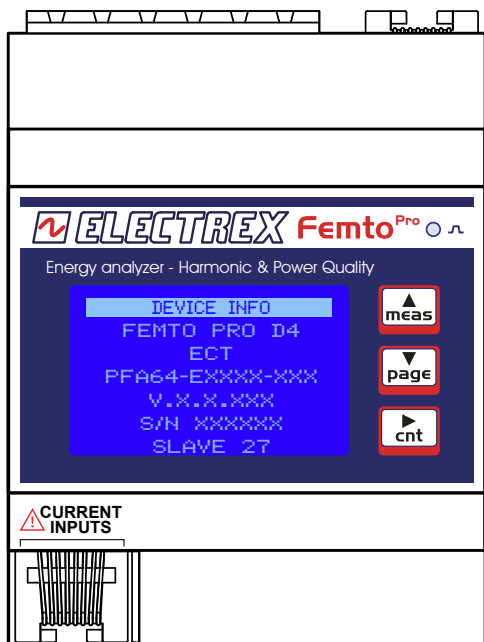 ELECTREX Femto Pro
Energy analyzer - Harmonic & Power Quality
DEVICE INFO
FEMTO PRO D4
ECT
PFA64-EXXXX-XXX
V.X.X.XXX
S/N XXXXXX
SLAVE 27
meas
page
cnt
CURRENT
INPUTS